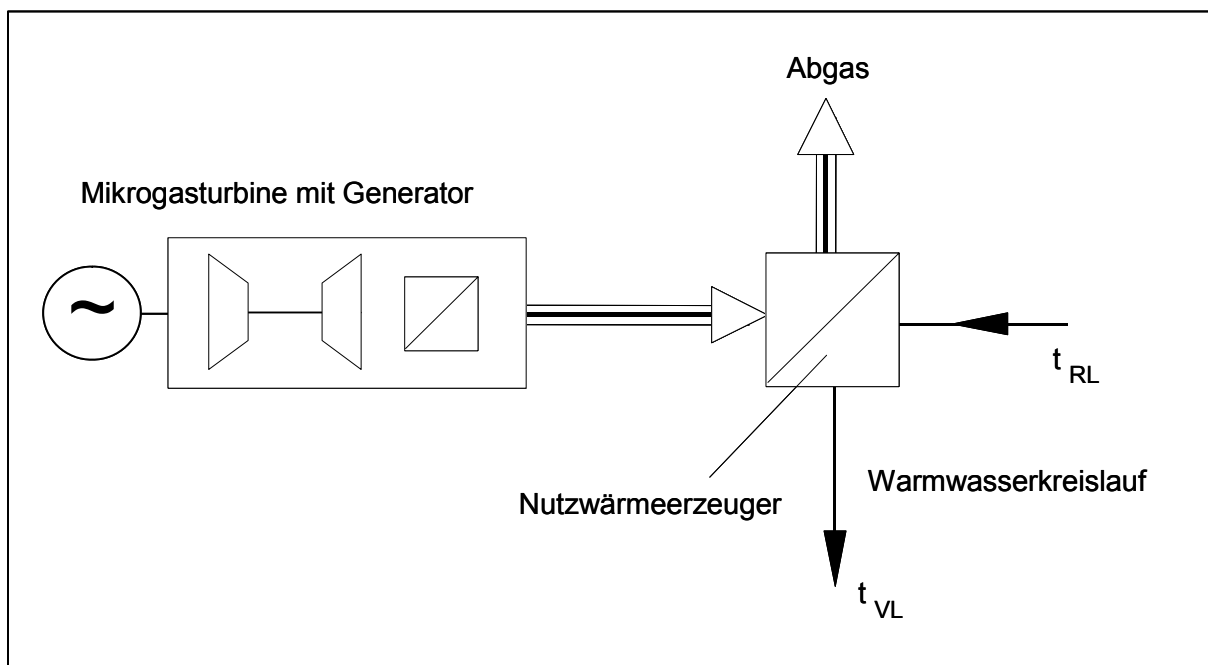 Abgas
Mikrogasturbine mit Generator
~
t RL
Warmwasserkreislauf
Nutzwärmeerzeuger
t VL